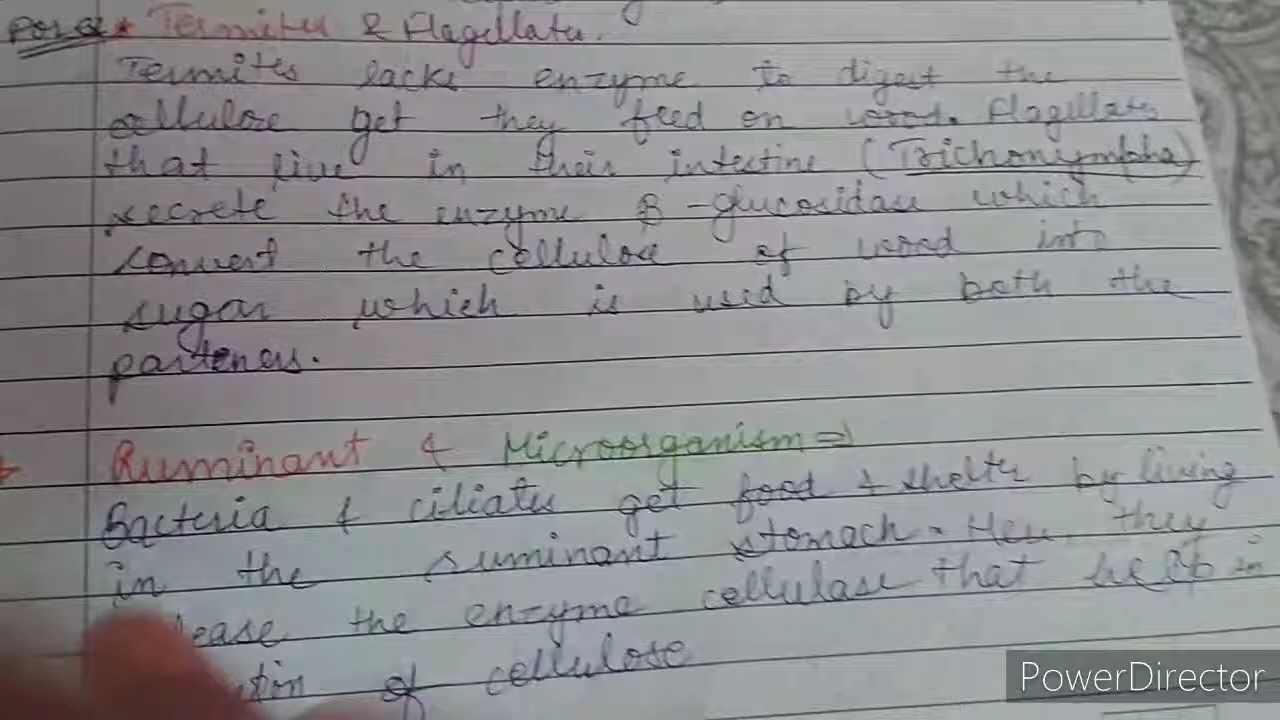 Termites & Flagellates.
Termites lacks enzyme to digest the
cellulose yet they feed on wood. Flagellates
that live in their intestine (Trichonympha)
secrete the enzyme β-glucosidase which
convert the cellulose of wood into
sugar which is used by both the
parteners.
Ruminant & Microorganism ⇒
Bacteria & ciliates get food & shelter by living
in the ruminant stomach. Here they
lease the enzyme cellulase that help in
of cellulose
PowerDirector